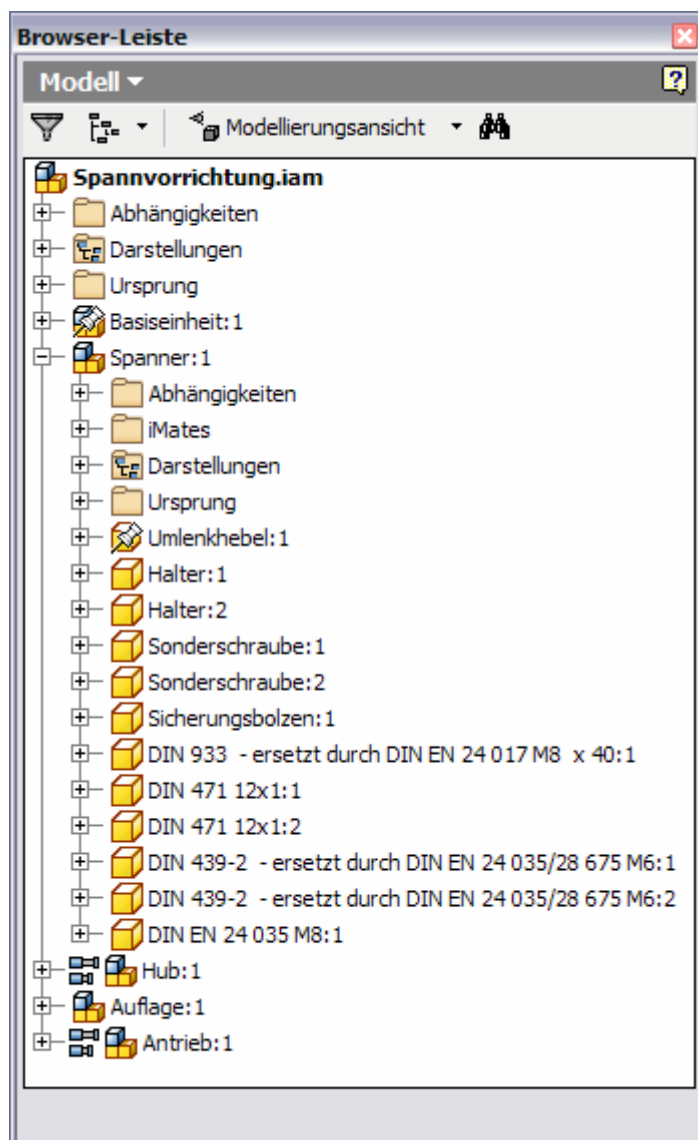 Browser-Leiste
Modell
Modellierungsansicht
Spannvorrichtung.iam
Abhängigkeiten
Darstellungen
Ursprung
Basiseinheit:1
Spanner:1
Abhängigkeiten
iMates
Darstellungen
Ursprung
Umlenkhebel:1
Halter:1
Halter:2
Sonderschraube:1
Sonderschraube:2
Sicherungsbolzen:1
DIN 933 - ersetzt durch DIN EN 24 017 M8 x 40:1
DIN 471 12x1:1
DIN 471 12x1:2
DIN 439-2 - ersetzt durch DIN EN 24 035/28 675 M6:1
DIN 439-2 - ersetzt durch DIN EN 24 035/28 675 M6:2
DIN EN 24 035 M8:1
Hub:1
Auflage:1
Antrieb:1